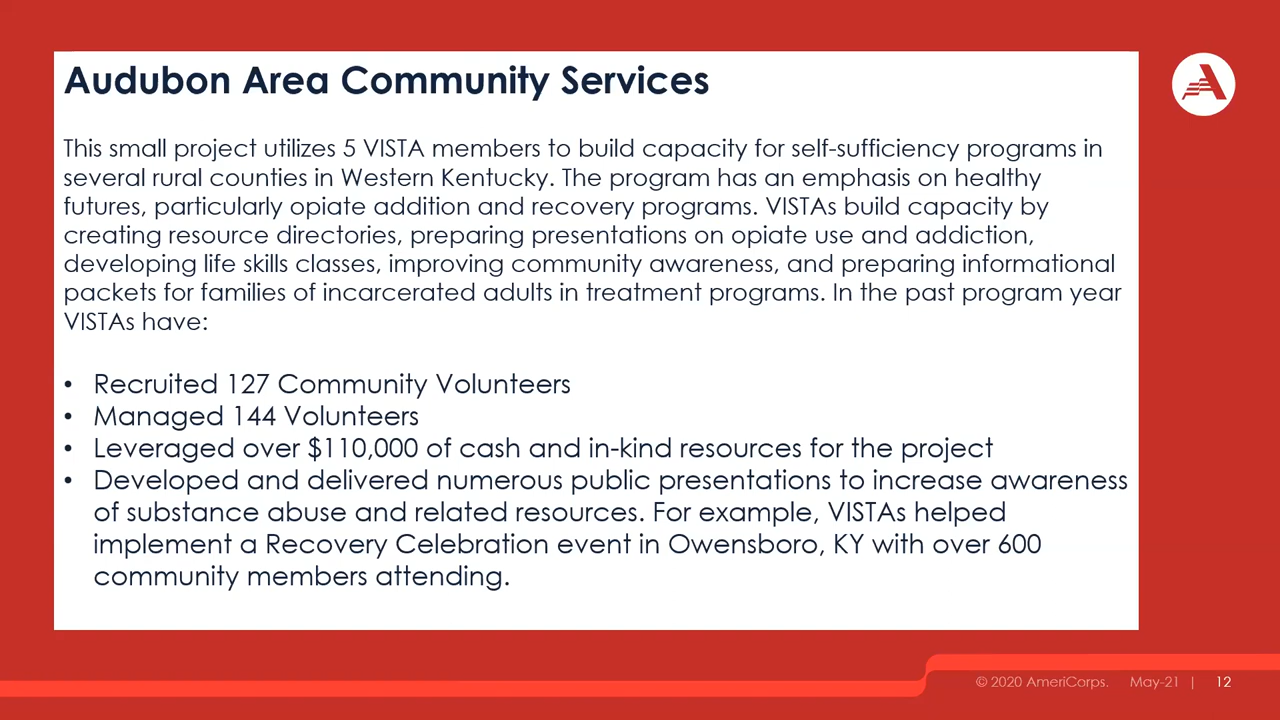 Audubon Area Community Services
This small project utilizes 5 VISTA members to build capacity for self-sufficiency programs in
several rural counties in Western Kentucky. The program has an emphasis on healthy
futures, particularly opiate addition and recovery programs. VISTAs build capacity by
creating resource directories, preparing presentations on opiate use and addiction,
developing life skills classes, improving community awareness, and preparing informational
packets for families of incarcerated adults in treatment programs. In the past program year
VISTAs have:
• Recruited 127 Community Volunteers
• Managed 144 Volunteers
• Leveraged over $110,000 of cash and in-kind resources for the project
• Developed and delivered numerous public presentations to increase awareness
of substance abuse and related resources. For example, VISTAs helped
implement a Recovery Celebration event in Owensboro, KY with over 600
community members attending.
© 2020 AmeriCorps. May-21 | 12